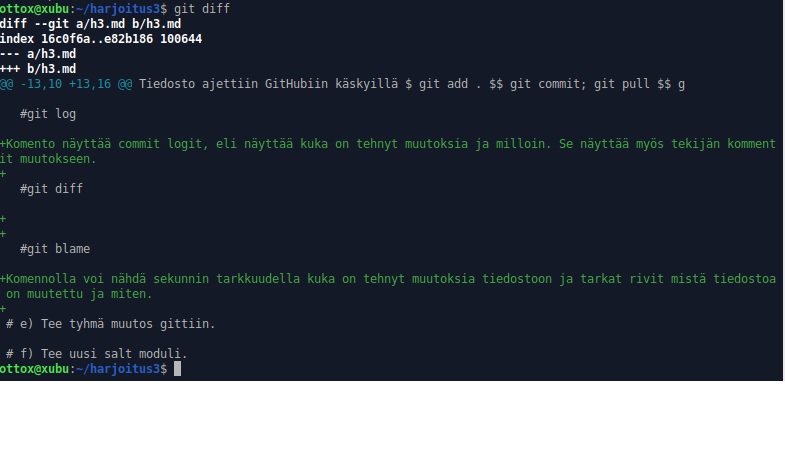 ottox@xubu:~/harjoitus3$ git diff
diff --git a/h3.md b/h3.md
index 16c0f6a..e82b186 100644
--- a/h3.md
+++ b/h3.md
@@ -13,10 +13,16 @@ Tiedosto ajettiin GitHubiin käskyillä $ git add . $$ git commit; git pull $$ g
#git log
+Komento näyttää commit logit, eli näyttää kuka on tehnyt muutoksia ja milloin. Se näyttää myös tekijän komment
it muutokseen.
+
#git diff
+
+
#git blame
+Komennolla voi nähdä sekunnin tarkkuudella kuka on tehnyt muutoksia tiedostoon ja tarkat rivit mistä tiedostoa
on muutettu ja miten.
+
# e) Tee tyhmä muutos gittiin.
# f) Tee uusi salt moduli.
ottox@xubu:~/harjoitus3$